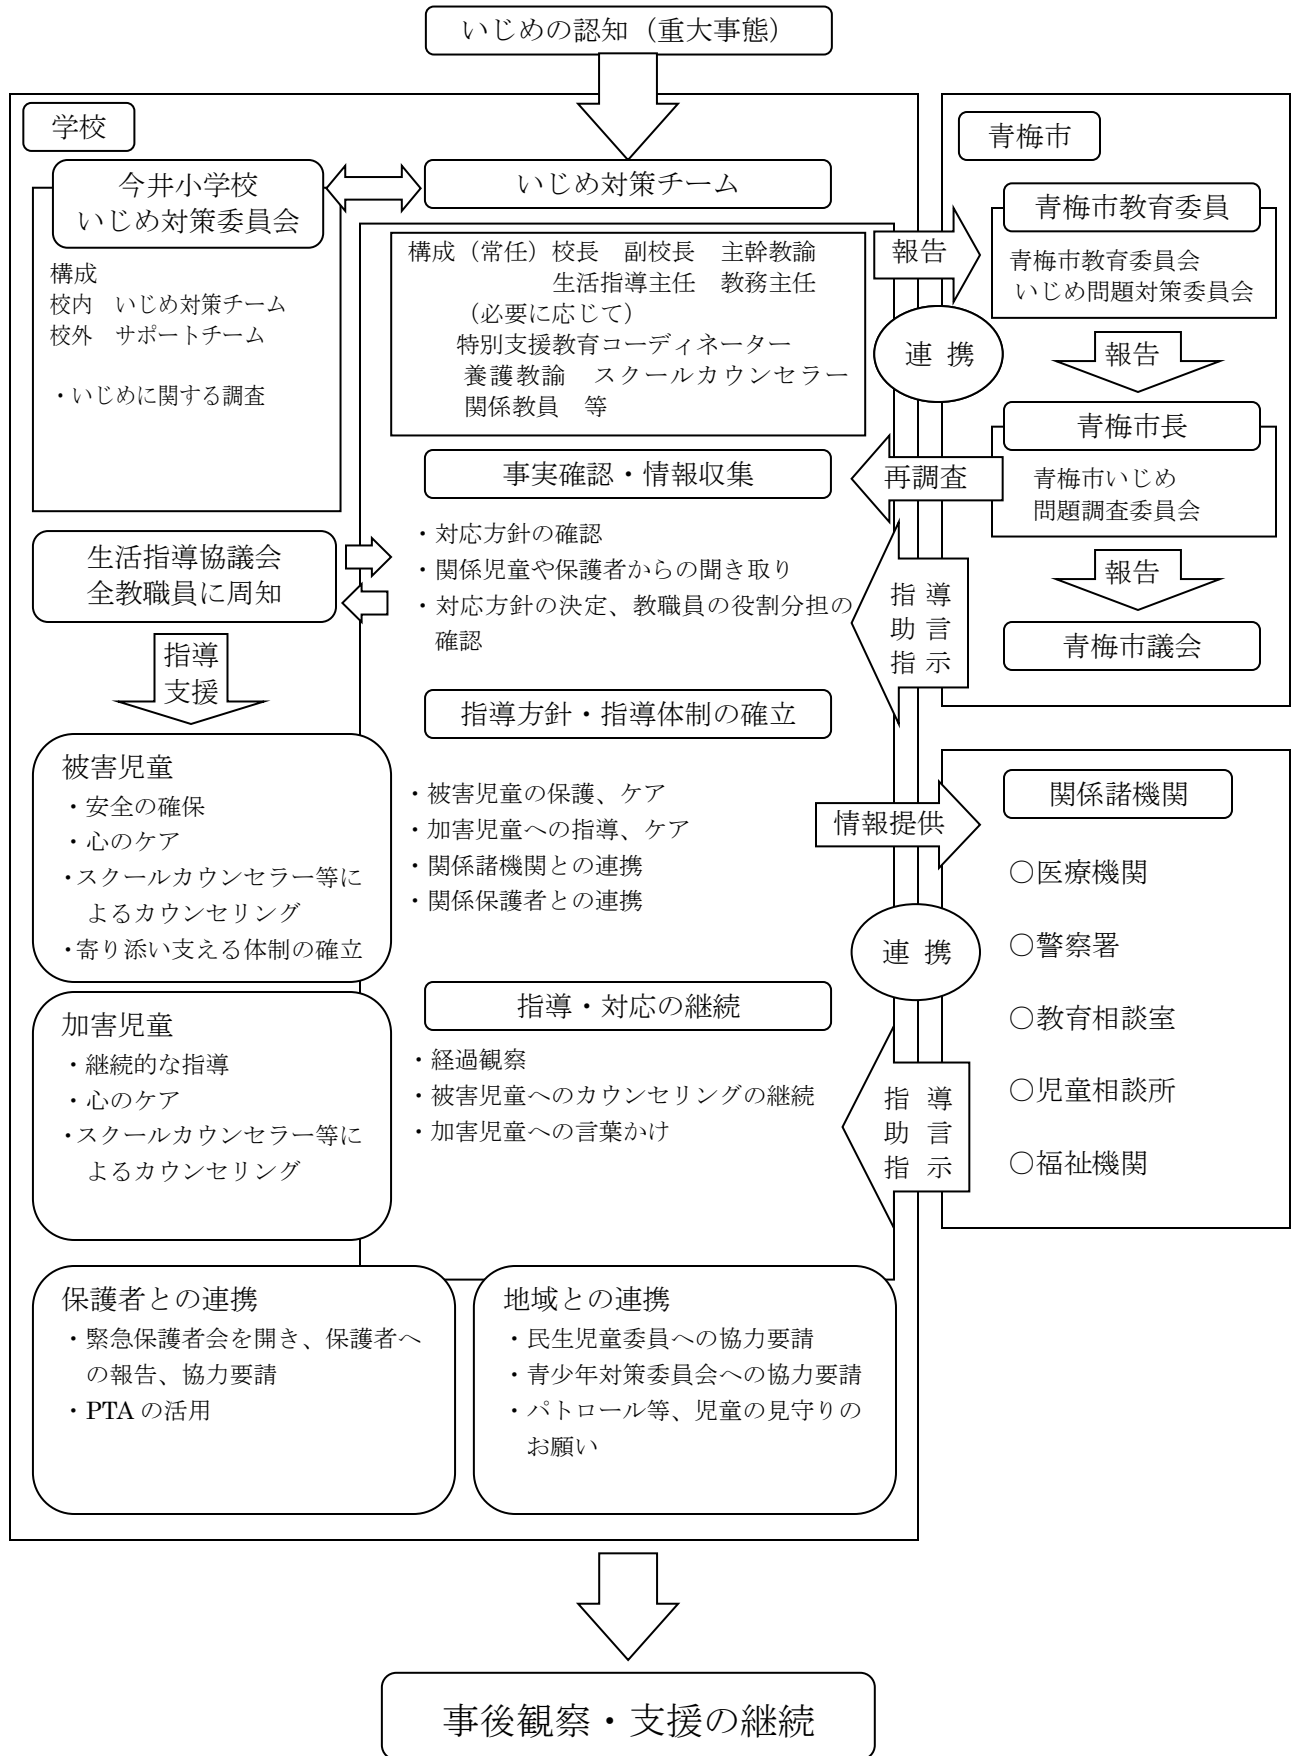 いじめの認知（重大事態）
学校
今井小学校
いじめ対策委員会
構成
校内　いじめ対策チーム
校外　サポートチーム
・いじめに関する調査
いじめ対策チーム
構成（常任）校長　副校長　主幹教諭
生活指導主任　教務主任
（必要に応じて）
特別支援教育コーディネーター
養護教諭　スクールカウンセラー
関係教員　等
報告
連 携
青梅市
青梅市教育委員
青梅市教育委員会
いじめ問題対策委員会
報告
青梅市長
青梅市いじめ
問題調査委員会
再調査
報告
青梅市議会
事実確認・情報収集
・対応方針の確認
・関係児童や保護者からの聞き取り
・対応方針の決定、教職員の役割分担の
確認
指 導
助 言
指 示
生活指導協議会
全教職員に周知
指導
支援
指導方針・指導体制の確立
・被害児童の保護、ケア
・加害児童への指導、ケア
・関係諸機関との連携
・関係保護者との連携
情報提供
連 携
関係諸機関
○医療機関
○警察署
○教育相談室
○児童相談所
○福祉機関
被害児童
・安全の確保
・心のケア
・スクールカウンセラー等に
よるカウンセリング
・寄り添い支える体制の確立
指導・対応の継続
・経過観察
・被害児童へのカウンセリングの継続
・加害児童への言葉かけ
指 導
助 言
指 示
加害児童
・継続的な指導
・心のケア
・スクールカウンセラー等に
よるカウンセリング
保護者との連携
・緊急保護者会を開き、保護者へ
の報告、協力要請
・PTA の活用
地域との連携
・民生児童委員への協力要請
・青少年対策委員会への協力要請
・パトロール等、児童の見守りの
お願い
事後観察・支援の継続